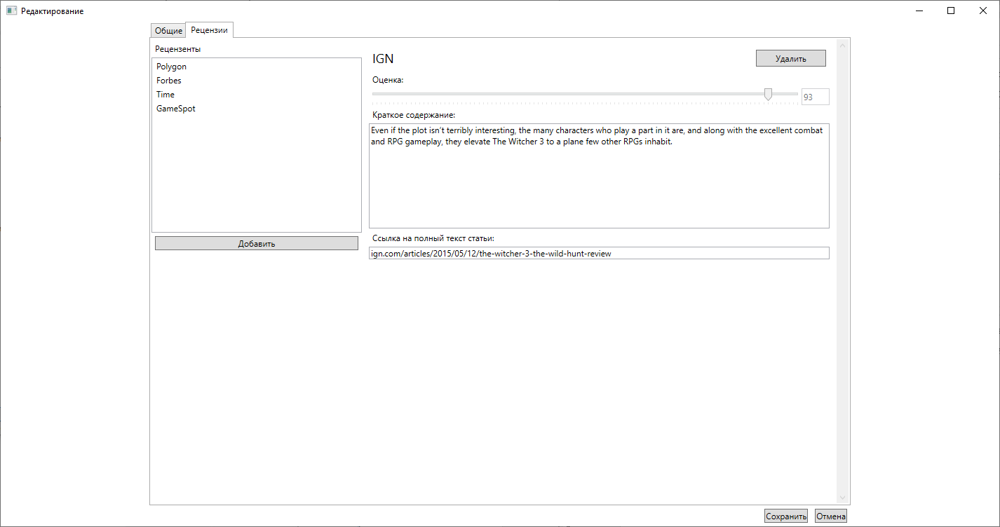 Редактирование
Общие
Рецензии
Рецензенты
Polygon
Forbes
Time
GameSpot
Добавить
IGN
Удалить
Оценка:
93
Краткое содержание:
Even if the plot isn’t terribly interesting, the many characters who play a part in it are, and along with the excellent combat
and RPG gameplay, they elevate The Witcher 3 to a plane few other RPGs inhabit.
Ссылка на полный текст статьи:
ign.com/articles/2015/05/12/the-witcher-3-the-wild-hunt-review
Сохранить
Отмена